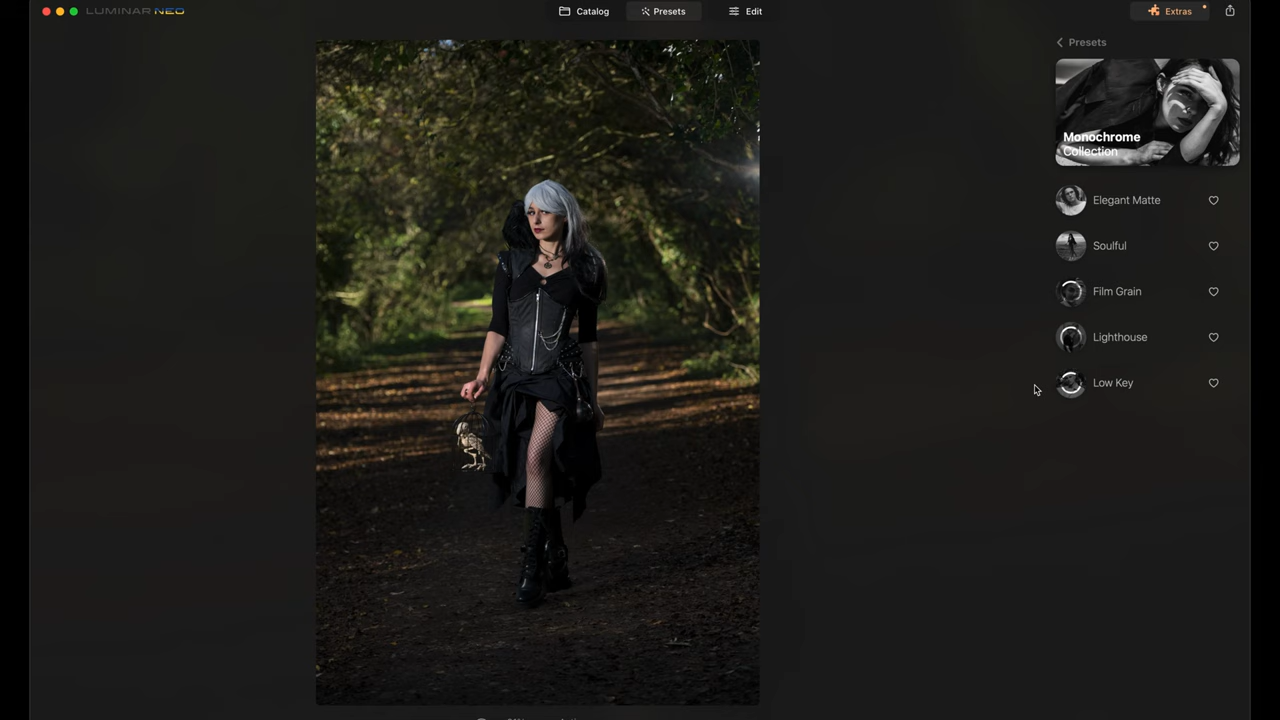 LUMINAR NEO
Catalog
Presets
Edit
Extras
Presets
Monochrome
Collection
Elegant Matte
Soulful
Film Grain
Lighthouse
Low Key